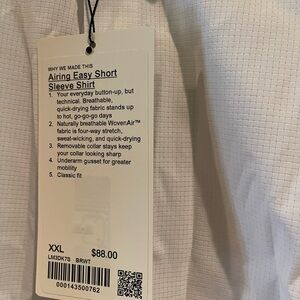 WHY WE MADE THIS
Airing Easy Short
Sleeve Shirt
1. Your everyday button-up, but
technical. Breathable,
quick-drying fabric stands up
to hot, go-go-go days
2. Naturally breathable WovenAir™
fabric is four-way stretch,
sweat-wicking, and quick-drying
3. Removable collar stays keep
your collar looking sharp
4. Underarm gusset for greater
mobility
5. Classic fit
XXL $88.00
LM3DK7S BRWT
000143500762